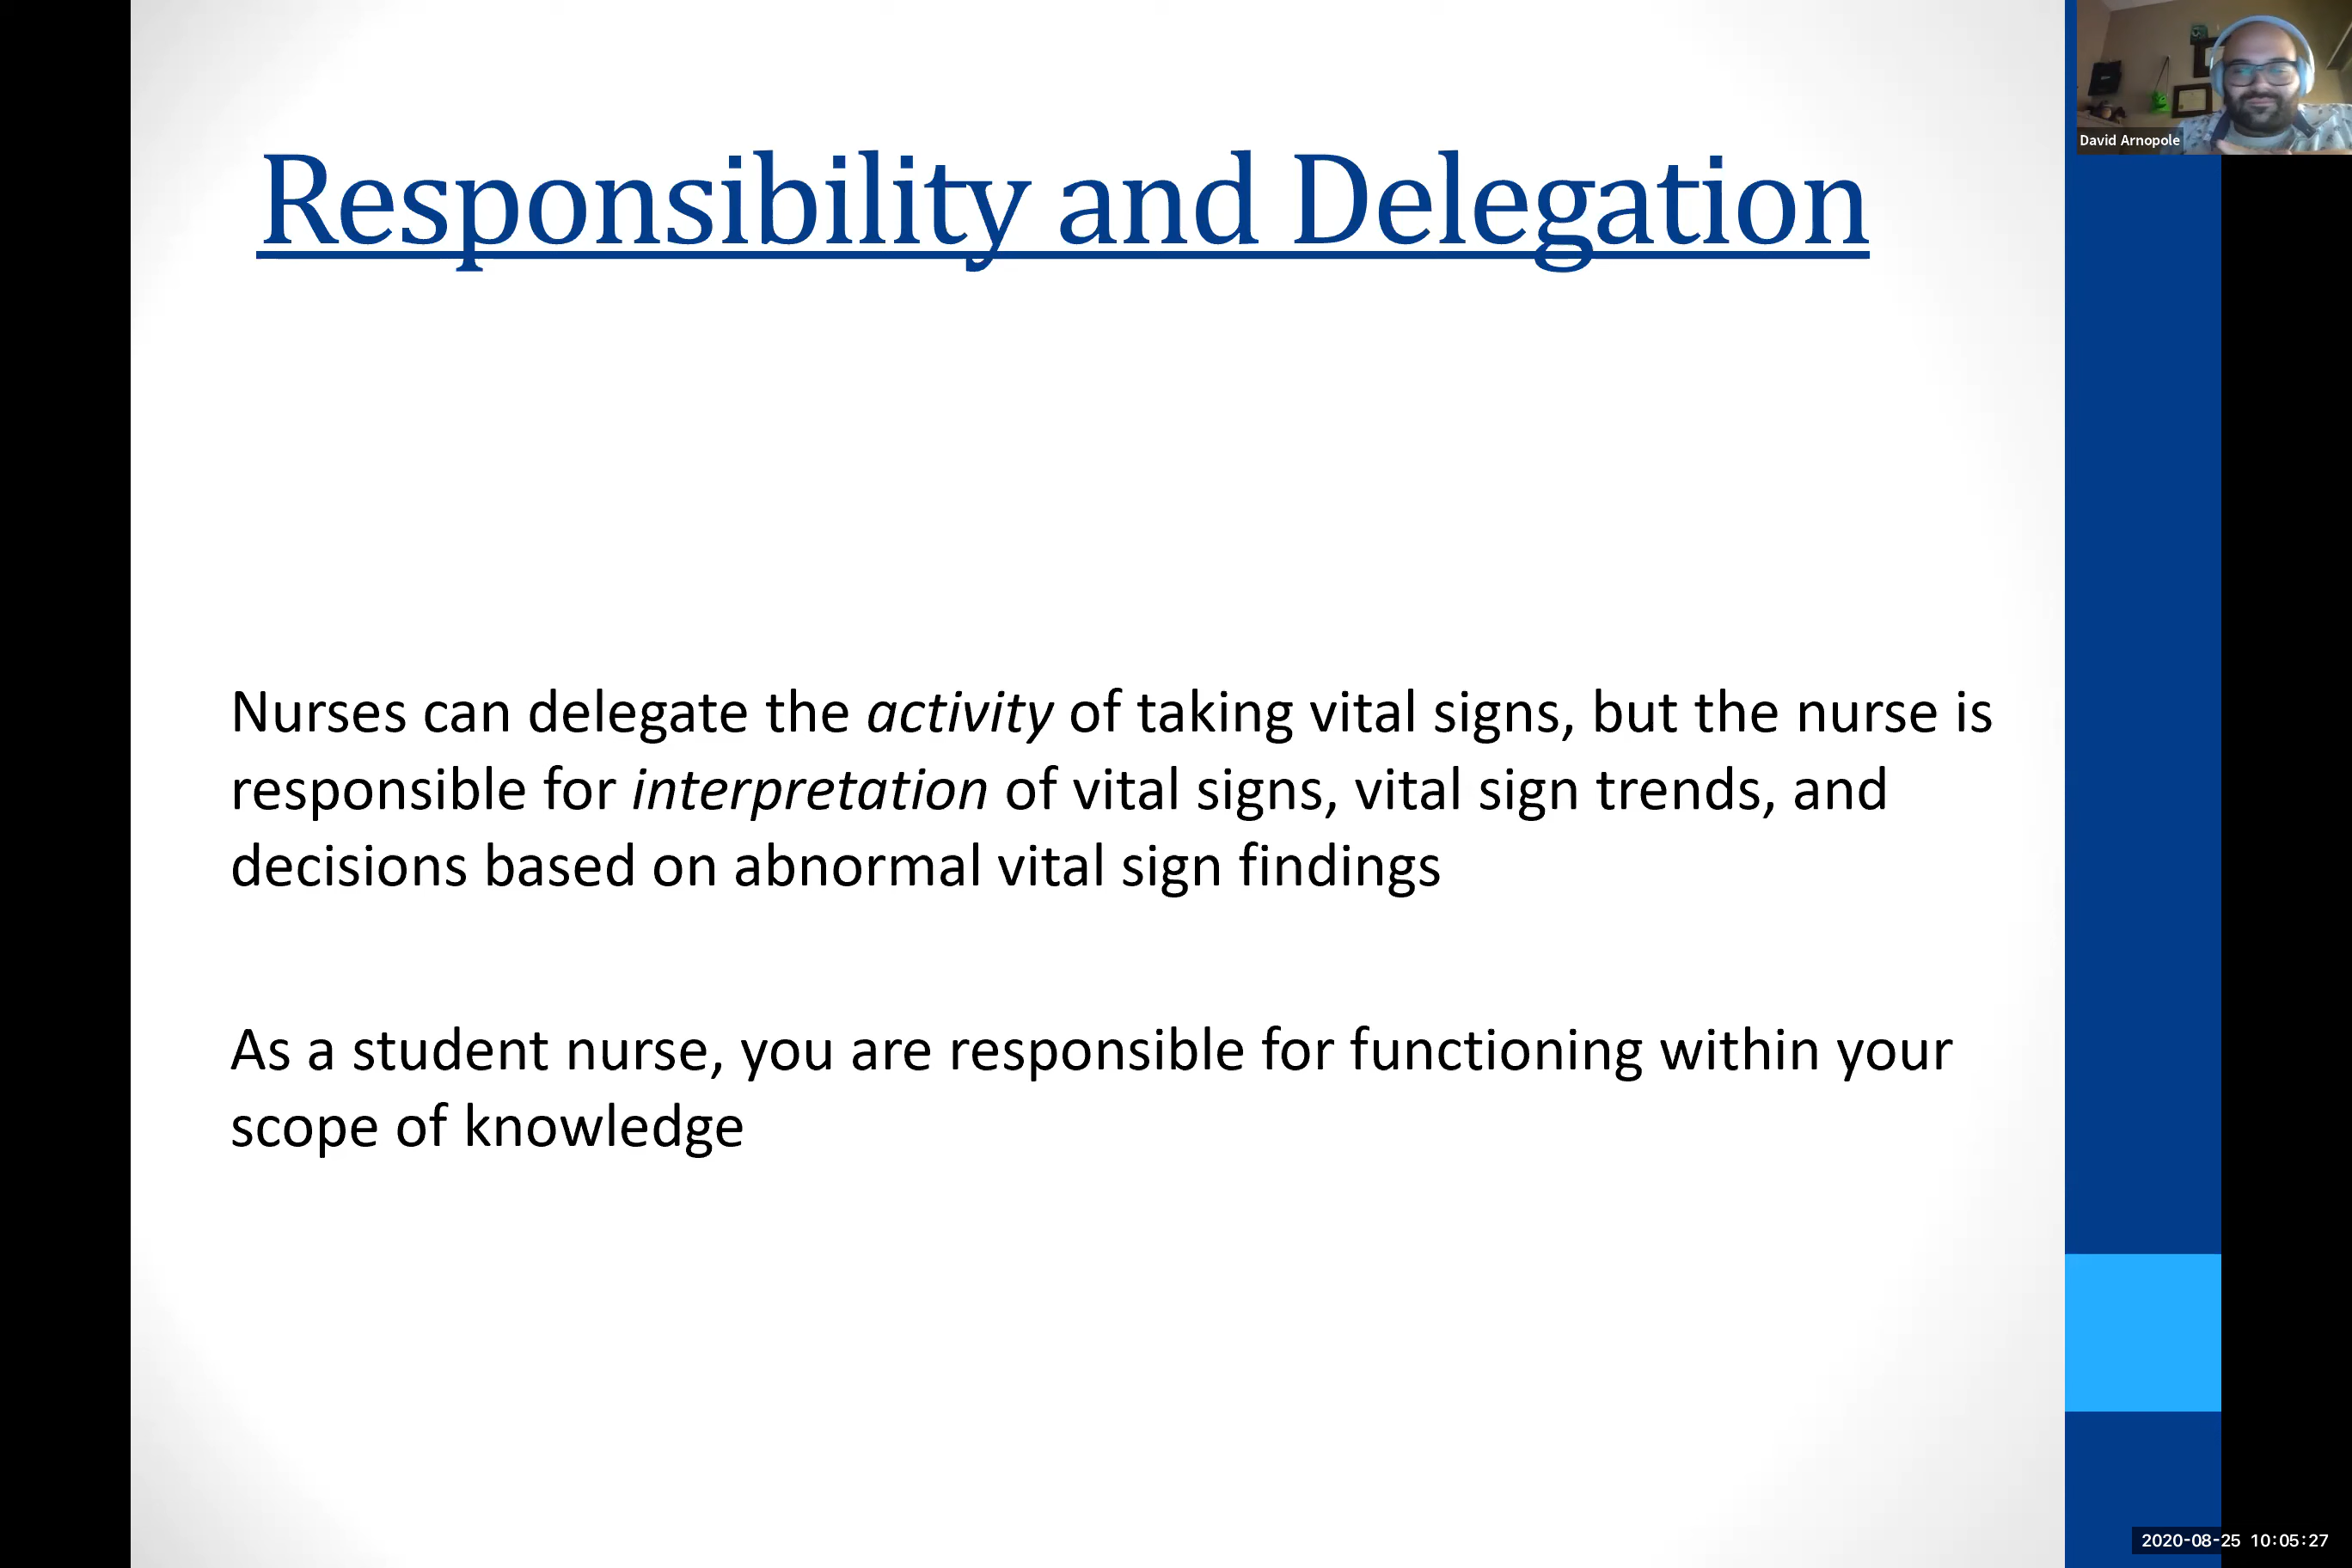 Responsibility and Delegation
David Arnopole
Nurses can delegate the activity of taking vital signs, but the nurse is
responsible for interpretation of vital signs, vital sign trends, and
decisions based on abnormal vital sign findings
As a student nurse, you are responsible for functioning within your
scope of knowledge
2020-08-25 10:05:27